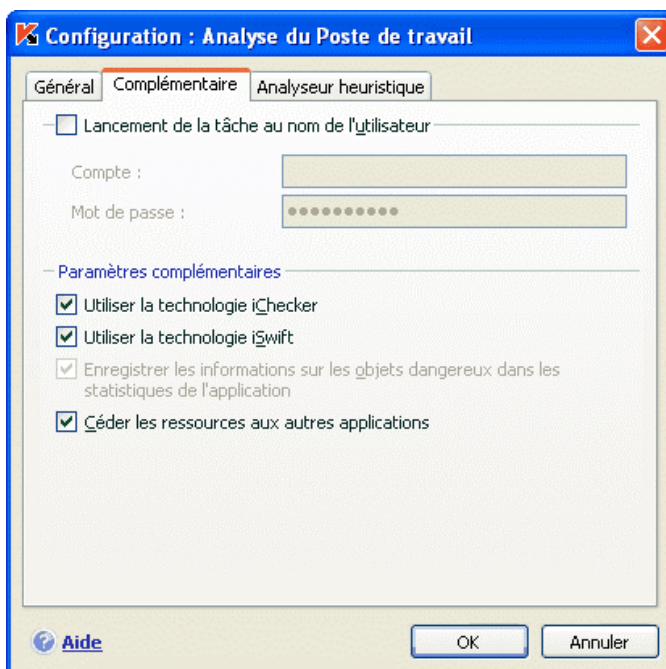 Configuration : Analyse du Poste de travail
Général Complémentaire Analyseur heuristique
Lancement de la tâche au nom de l'utilisateur
Compte :
Mot de passe : ●●●●●●●●●●
Paramètres complémentaires
Utiliser la technologie iChecker
Utiliser la technologie iSwift
Enregistrer les informations sur les objets dangereux dans les
statistiques de l'application
Céder les ressources aux autres applications
Aide OK Annuler